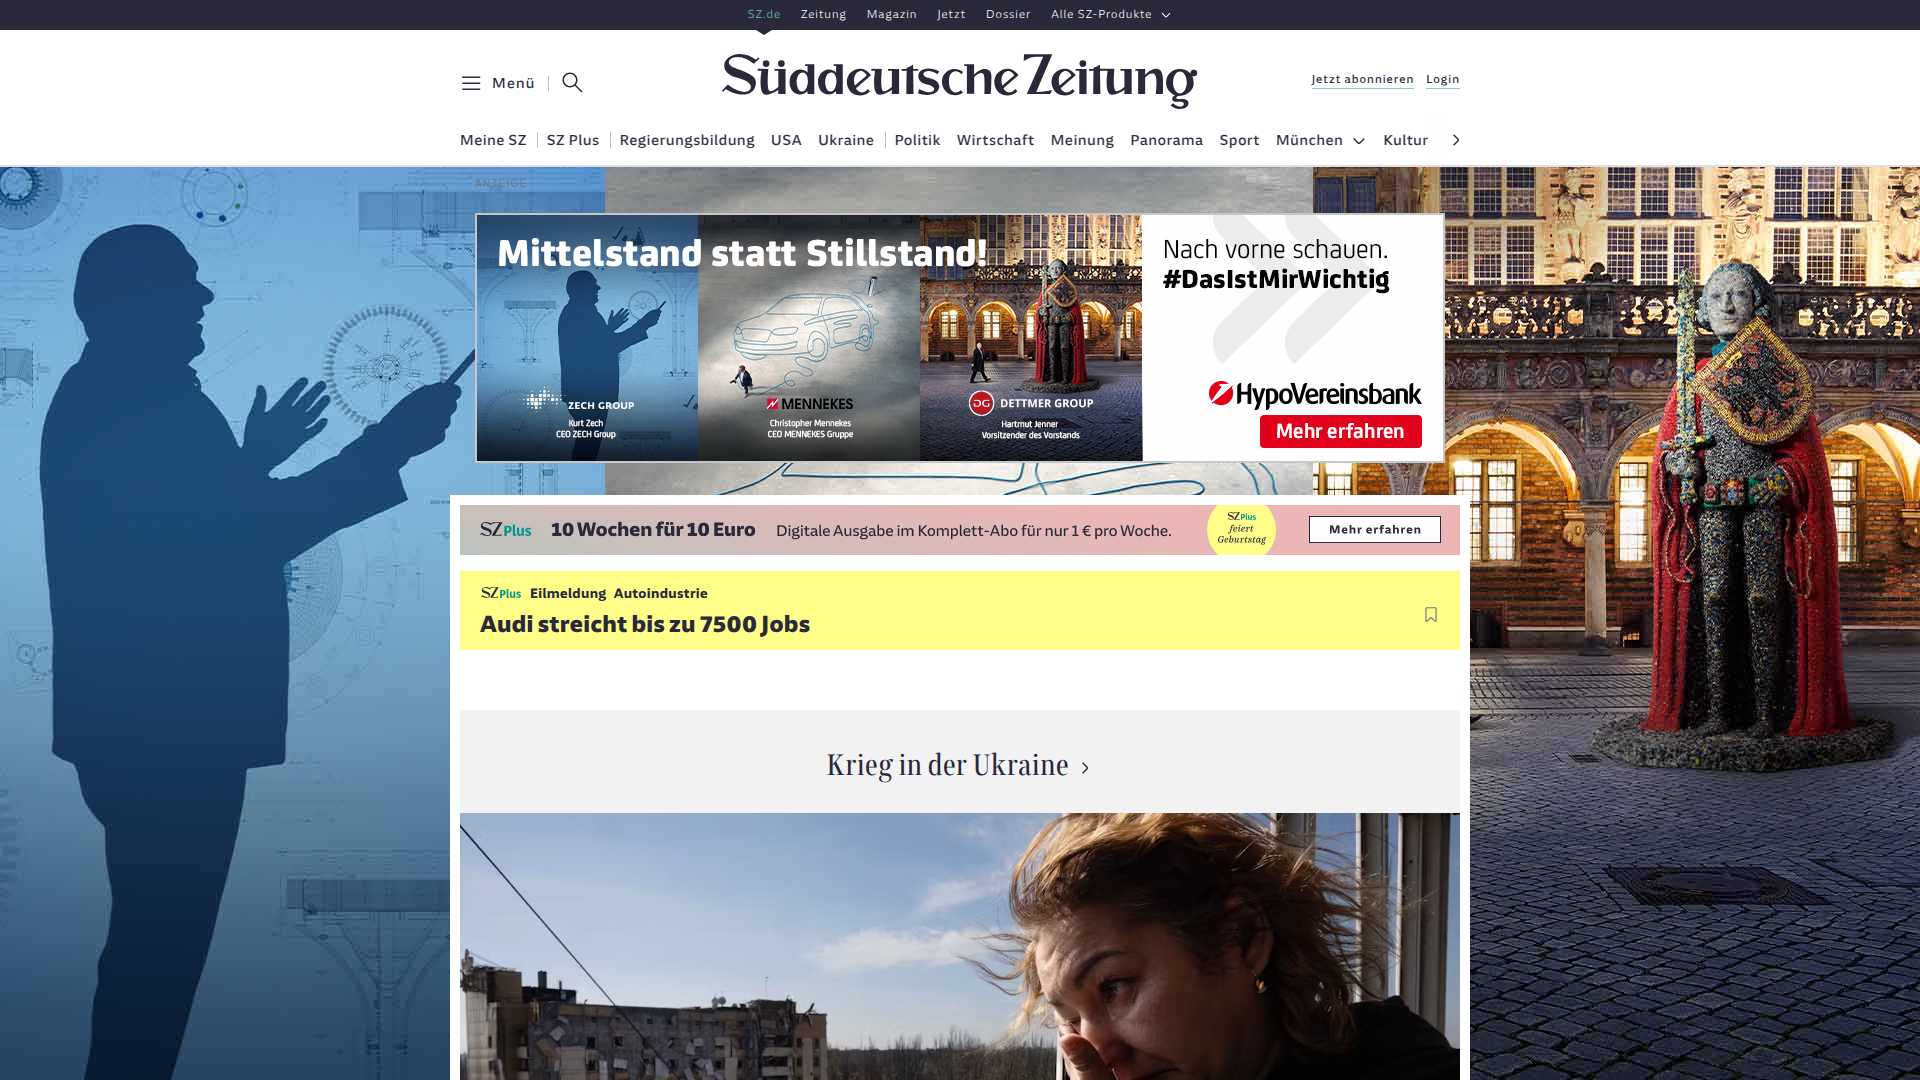 SZ.de Zeitung Magazin Jetzt Dossier Alle SZ-Produkte
Menü
Süddeutsche Zeitung
Jetzt abonnieren Login
Meine SZ SZ Plus Regierungsbildung USA Ukraine Politik Wirtschaft Meinung Panorama Sport München Kultur
ANZEIGE
Mittelstand statt Stillstand!
ZECH GROUP
Kurt Zech
CEO ZECH Group
MENNEKES
Christopher Mennekes
CEO MENNEKES Gruppe
DG DETTMER GROUP
Hartmut Jenner
Vorsitzender des Vorstands
Nach vorne schauen.
#DasIstMirWichtig
HypoVereinsbank
Mehr erfahren
SZ Plus 10 Wochen für 10 Euro Digitale Ausgabe im Komplett-Abo für nur 1 € pro Woche.
SZ Plus
feiert
Geburtstag
Mehr erfahren
SZ Plus Eilmeldung Autoindustrie
Audi streicht bis zu 7500 Jobs
Krieg in der Ukraine